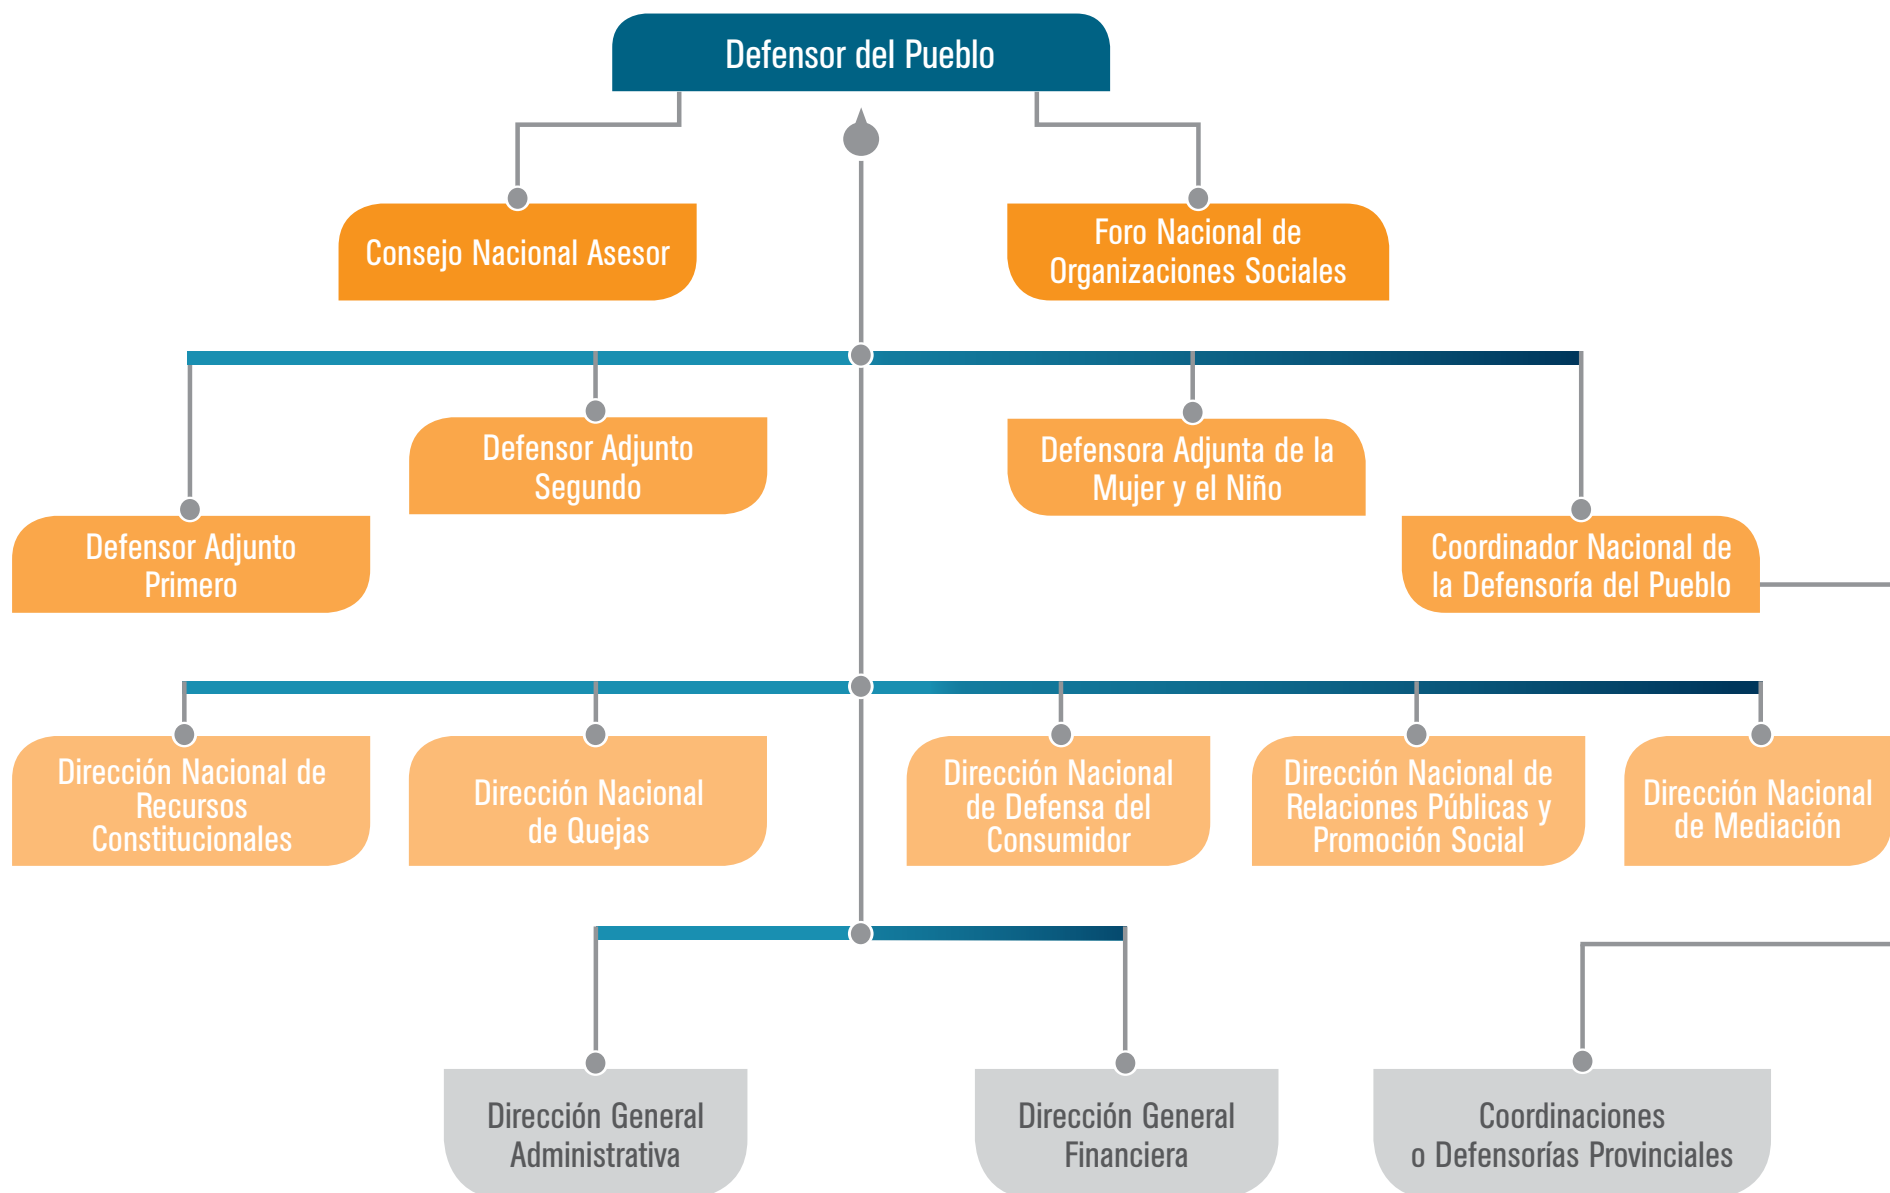 Defensor del Pueblo
Consejo Nacional Asesor
Foro Nacional de
Organizaciones Sociales
Defensor Adjunto
Primero
Defensor Adjunto
Segundo
Defensora Adjunta de la
Mujer y el Niño
Coordinador Nacional de
la Defensoría del Pueblo
Dirección Nacional de
Recursos
Constitucionales
Dirección Nacional
de Quejas
Dirección Nacional
de Defensa del
Consumidor
Dirección Nacional de
Relaciones Públicas y
Promoción Social
Dirección Nacional
de Mediación
Dirección General
Administrativa
Dirección General
Financiera
Coordinaciones
o Defensorías Provinciales